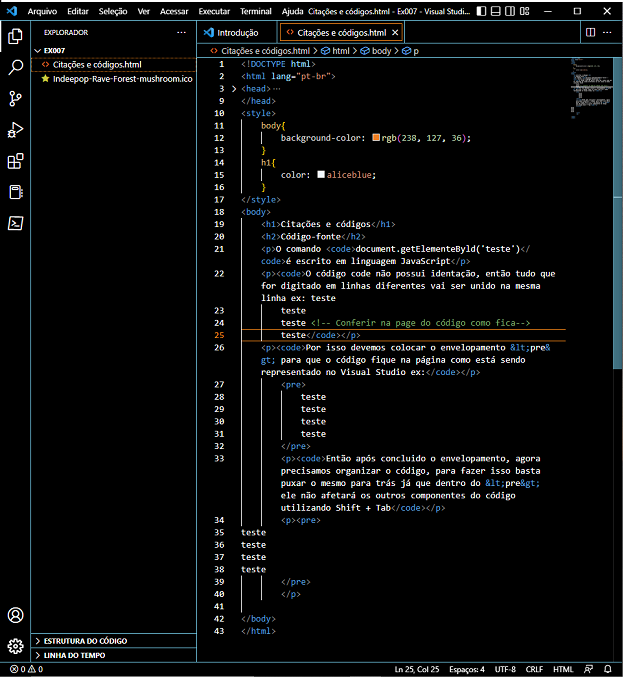 Arquivo Editar Seleção Ver Acessar Executar Terminal Ajuda Citações e códigos.html - Ex007 - Visual Studio...
EXPLORADOR
EX007
Citações e códigos.html
Indeepop-Rave-Forest-mushroom.ico
Introdução
Citações e códigos.html
Citações e códigos.html > html > body > p
1 <!DOCTYPE html>
2 <html lang="pt-br">
3 <head>...
9 </head>
10 <style>
11 body{
12 background-color: rgb(238, 127, 36);
13 }
14 h1{
15 color: aliceblue;
16 }
17 </style>
18 <body>
19 <h1>Citações e códigos</h1>
20 <h2>Código-fonte</h2>
21 <p>O comando <code>document.getElementeById('teste')</
code>é escrito em linguagem JavaScript</p>
22 <p><code>O código code não possui identação, então tudo que
for digitado em linhas diferentes vai ser unido na mesma
linha ex: teste
23 teste
24 teste <!-- Conferir na page do código como fica-->
25 teste</code></p>
26 <p><code>Por isso devemos colocar o envelopamento &lt;pre&
gt; para que o código fique na página como está sendo
representado no Visual Studio ex:</code></p>
27 <pre>
28 teste
29 teste
30 teste
31 teste
32 </pre>
33 <p><code>Então após concluido o envelopamento, agora
precisamos organizar o código, para fazer isso basta
puxar o mesmo para trás já que dentro do &lt;pre&gt;
ele não afetará os outros componentes do código
utilizando Shift + Tab</code></p>
34 <p><pre>
35 teste
36 teste
37 teste
38 teste
39 </pre>
40 </p>
41
42 </body>
43 </html>
ESTRUTURA DO CÓDIGO
LINHA DO TEMPO
0 0 Ln 25, Col 25 Espaços: 4 UTF-8 CRLF HTML